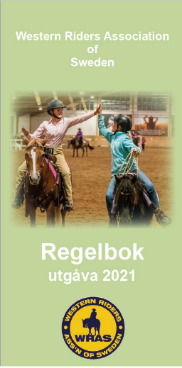 Western Riders Association
of
Sweden
Regelbok
utgåva 2021
WESTERN RIDERS
WRAS
ASS'N OF SWEDEN